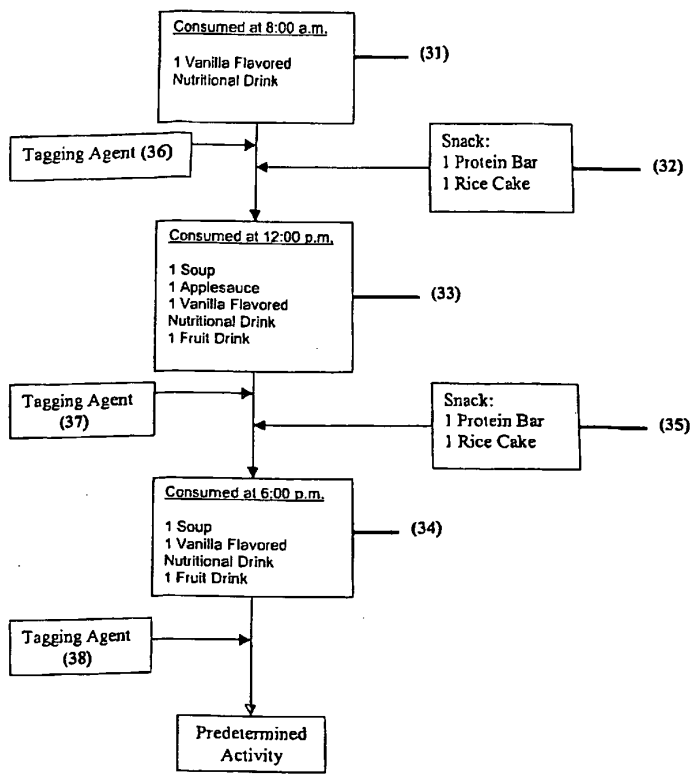 Consumed at 8:00 a.m.
1 Vanilla Flavored
Nutritional Drink
(31)
Tagging Agent (36)
Snack:
1 Protein Bar
1 Rice Cake
(32)
Consumed at 12:00 p.m.
1 Soup
1 Applesauce
1 Vanilla Flavored
Nutritional Drink
1 Fruit Drink
(33)
Tagging Agent
(37)
Snack:
1 Protein Bar
1 Rice Cake
(35)
Consumed at 6:00 p.m.
1 Soup
1 Vanilla Flavored
Nutritional Drink
1 Fruit Drink
(34)
Tagging Agent
(38)
Predetermined
Activity